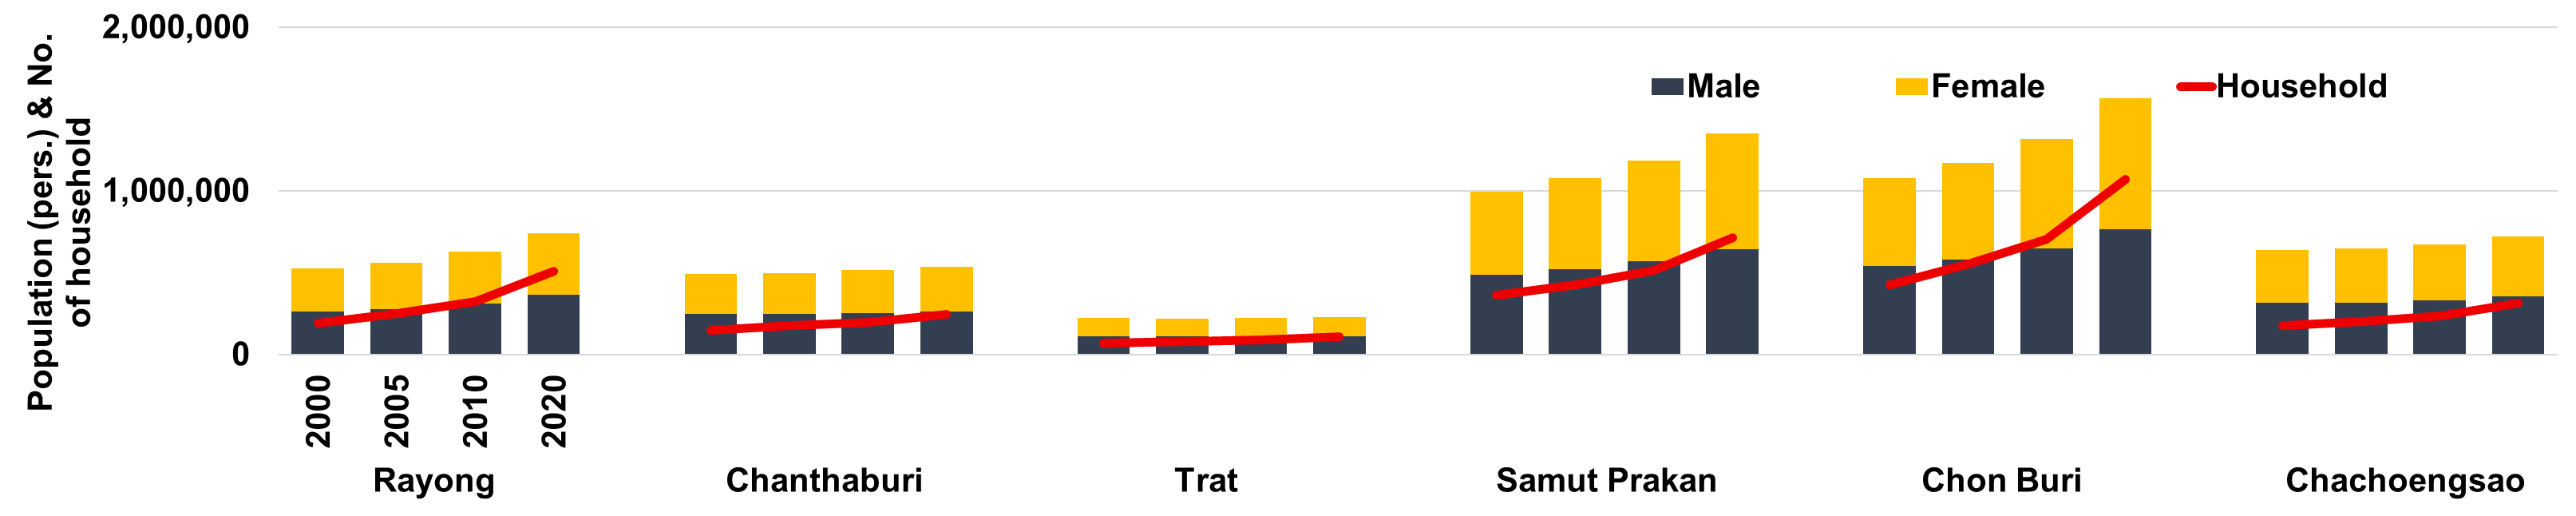 Population (pers.) & No.
of household
2,000,000
1,000,000
0
Male
Female
Household
2000
2005
2010
2020
Rayong
Chanthaburi
Trat
Samut Prakan
Chon Buri
Chachoengsao